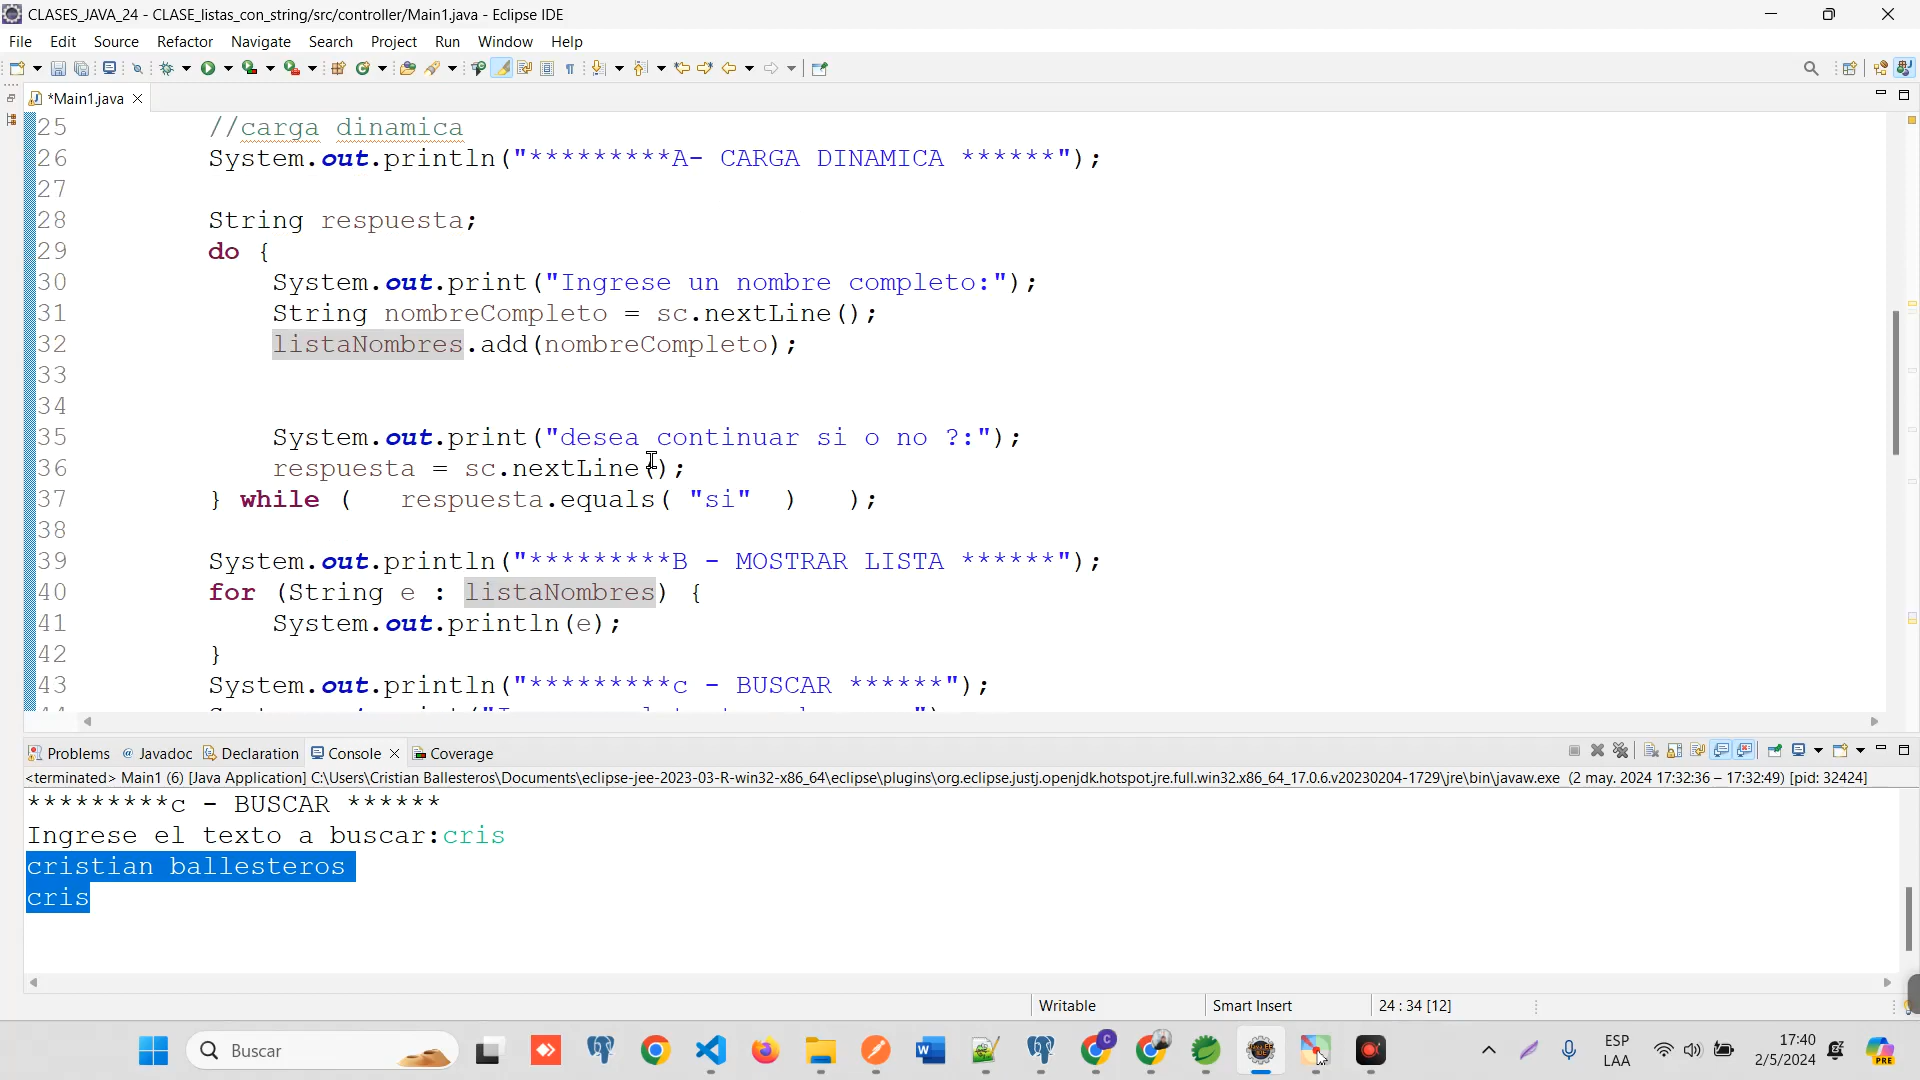 CLASES_JAVA_24 - CLASE_listas_con_string/src/controller/Main1.java - Eclipse IDE
File Edit Source Refactor Navigate Search Project Run Window Help
*Main1.java
25 //carga dinamica
26 System.out.println("*********A- CARGA DINAMICA ******");
27
28 String respuesta;
29 do {
30 System.out.print("Ingrese un nombre completo:");
31 String nombreCompleto = sc.nextLine();
32 listaNombres.add(nombreCompleto);
33
34
35 System.out.print("desea continuar si o no ?:");
36 respuesta = sc.nextLine();
37 } while ( respuesta.equals( "si" ) );
38
39 System.out.println("*********B - MOSTRAR LISTA ******");
40 for (String e : listaNombres) {
41 System.out.println(e);
42 }
43 System.out.println("*********c - BUSCAR ******");
Problems Javadoc Declaration Console Coverage
<terminated> Main1 (6) [Java Application] C:\Users\Cristian Ballesteros\Documents\eclipse-jee-2023-03-R-win32-x86_64\eclipse\plugins\org.eclipse.justj.openjdk.hotspot.jre.full.win32.x86_64_17.0.6.v20230204-1729\jre\bin\javaw.exe (2 may. 2024 17:32:36 – 17:32:49) [pid: 32424]
*********c - BUSCAR ******
Ingrese el texto a buscar:cris
cristian ballesteros
cris
Writable Smart Insert 24 : 34 [12]
Buscar
ESP
LAA
17:40
2/5/2024
PRE